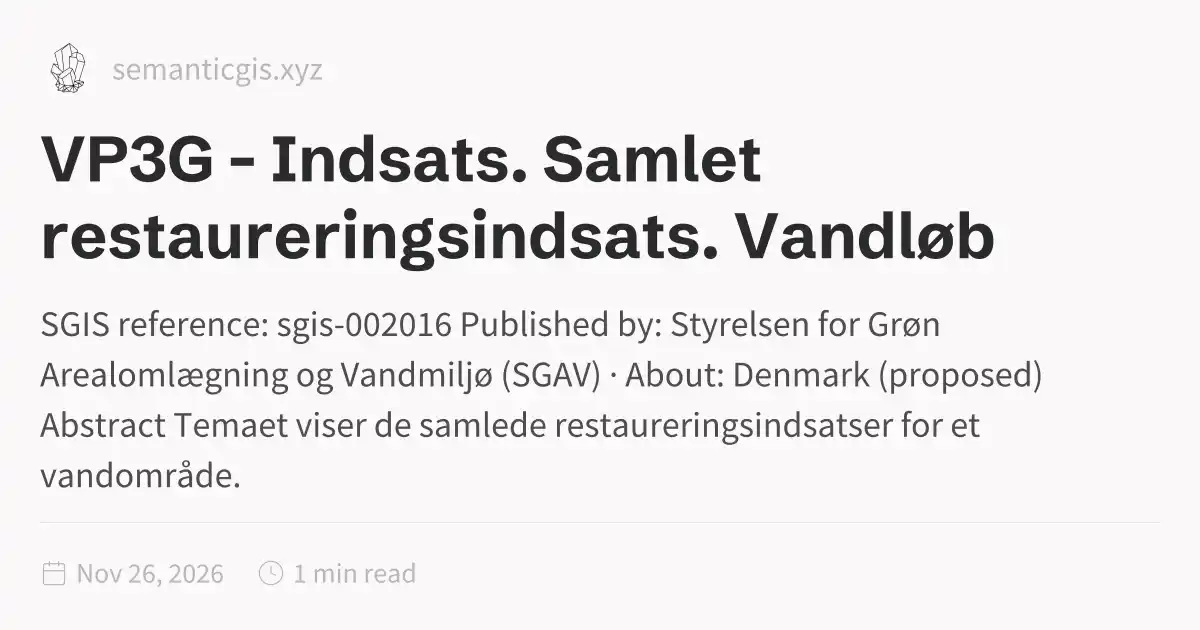 semanticgis.xyz
VP3G - Indsats. Samlet
restaureringsindsats. Vandløb
SGIS reference: sgis-002016 Published by: Styrelsen for Grøn
Arealomlægning og Vandmiljø (SGAV) · About: Denmark (proposed)
Abstract Temaet viser de samlede restaureringsindsatser for et
vandområde.
Nov 26, 2026 1 min read